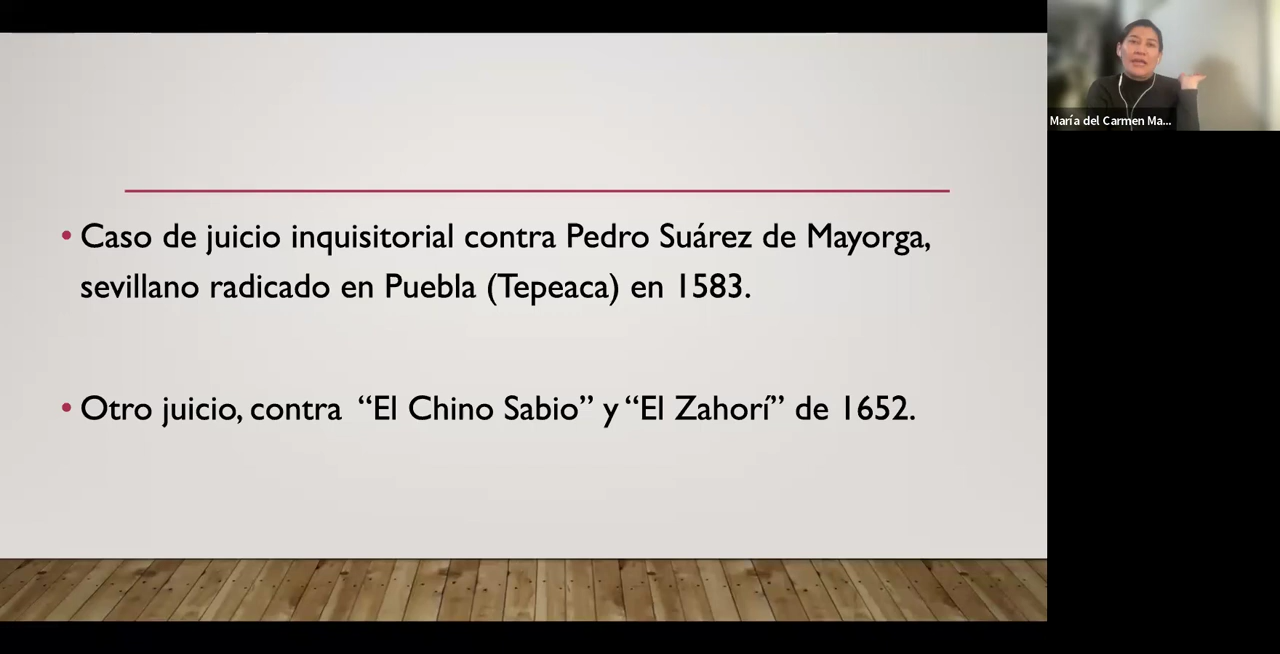 • Caso de juicio inquisitorial contra Pedro Suárez de Mayorga,
sevillano radicado en Puebla (Tepeaca) en 1583.
• Otro juicio, contra “El Chino Sabio” y “El Zahorí” de 1652.
María del Carmen Ma...